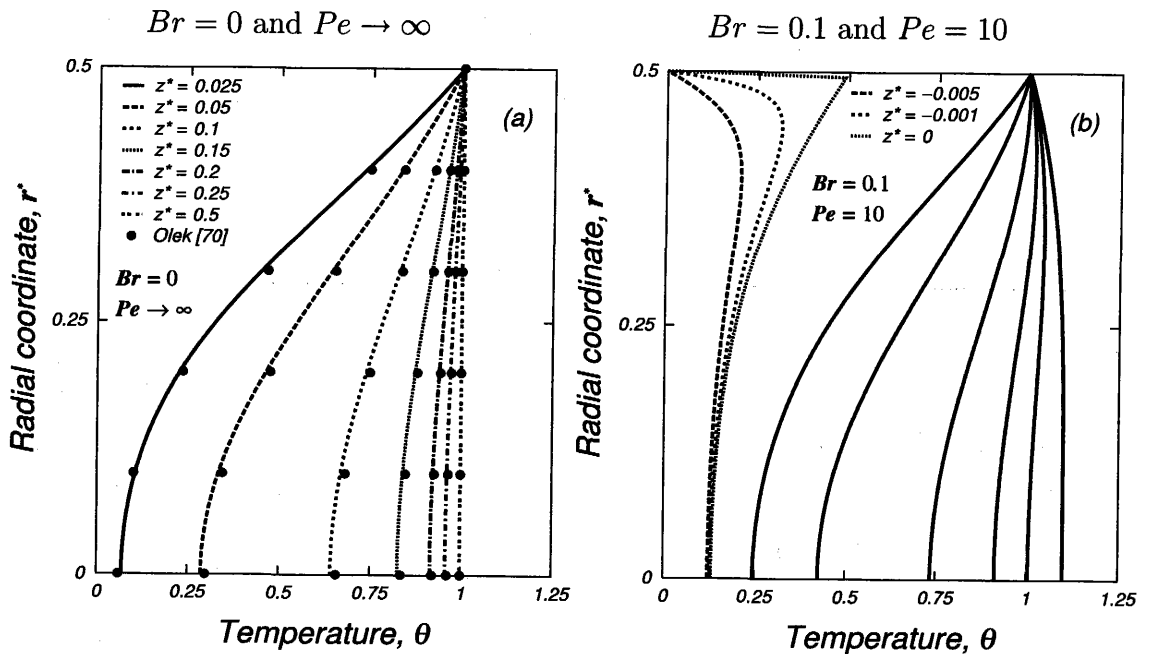 Br = 0 and Pe → ∞
0.5
z* = 0.025
z* = 0.05
z* = 0.1
z* = 0.15
z* = 0.2
z* = 0.25
z* = 0.5
Olek [70]
(a)
Br = 0
Pe → ∞
Radial coordinate, r*
0.25
0
0
0.25
0.5
0.75
1
1.25
Temperature, θ
Br = 0.1 and Pe = 10
0.5
z* = −0.005
z* = −0.001
z* = 0
(b)
Br = 0.1
Pe = 10
Radial coordinate, r*
0.25
0
0
0.25
0.5
0.75
1
1.25
Temperature, θ